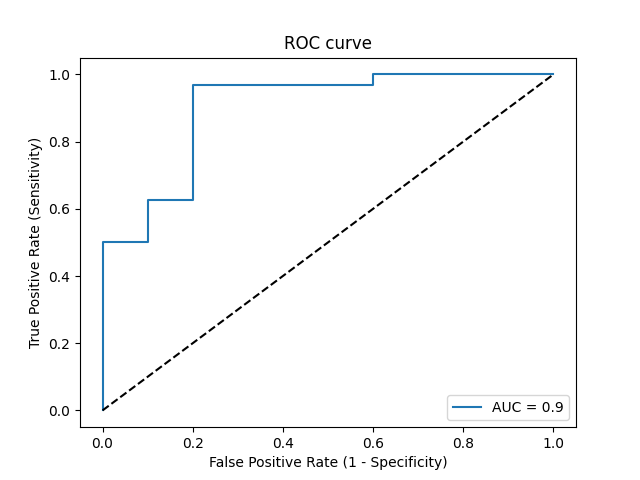 ROC curve
True Positive Rate (Sensitivity)
1.0
0.8
0.6
0.4
0.2
0.0
AUC = 0.9
0.0 0.2 0.4 0.6 0.8 1.0
False Positive Rate (1 - Specificity)